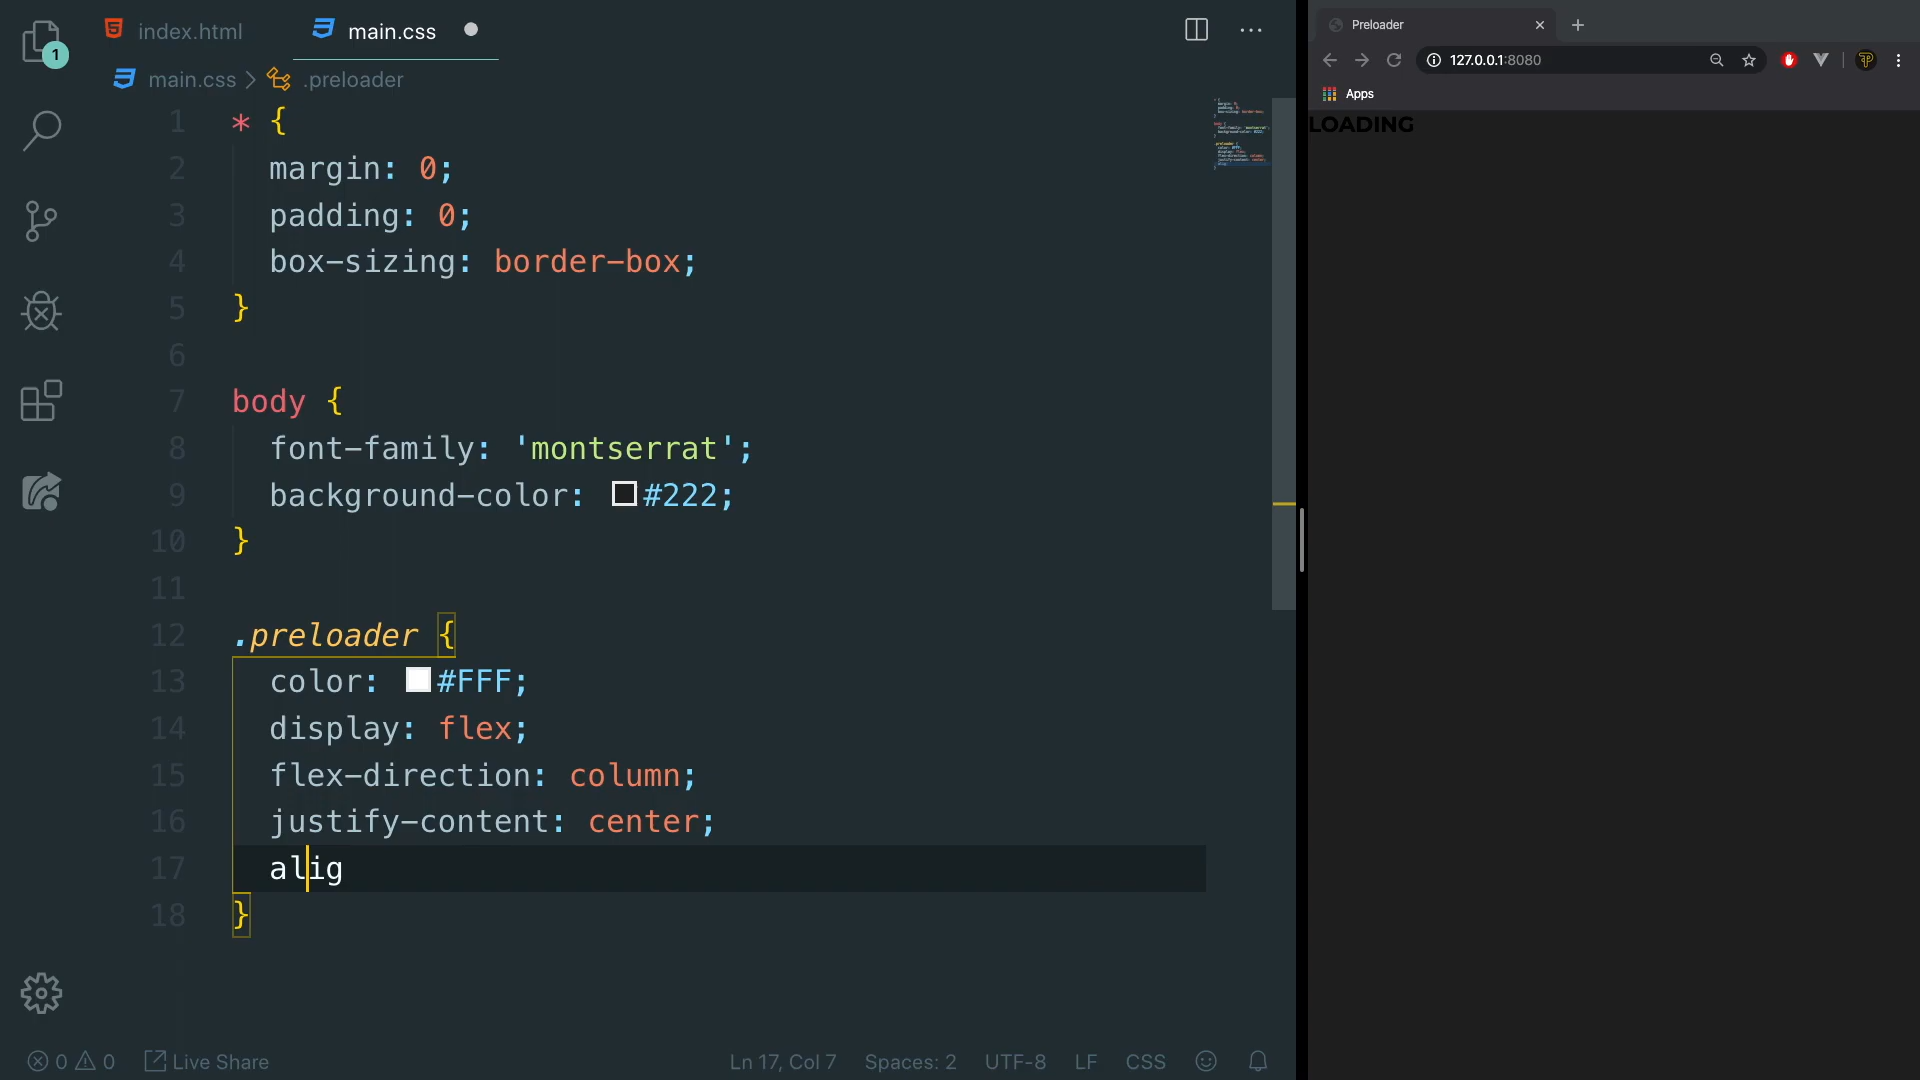 index.html
main.css
1
main.css > .preloader
1 * {
2 margin: 0;
3 padding: 0;
4 box-sizing: border-box;
5 }
6
7 body {
8 font-family: 'montserrat';
9 background-color: #222;
10 }
11
12 .preloader {
13 color: #FFF;
14 display: flex;
15 flex-direction: column;
16 justify-content: center;
17 alig
18 }
0 0 Live Share Ln 17, Col 7 Spaces: 2 UTF-8 LF CSS
Preloader
127.0.0.1:8080
Apps
LOADING